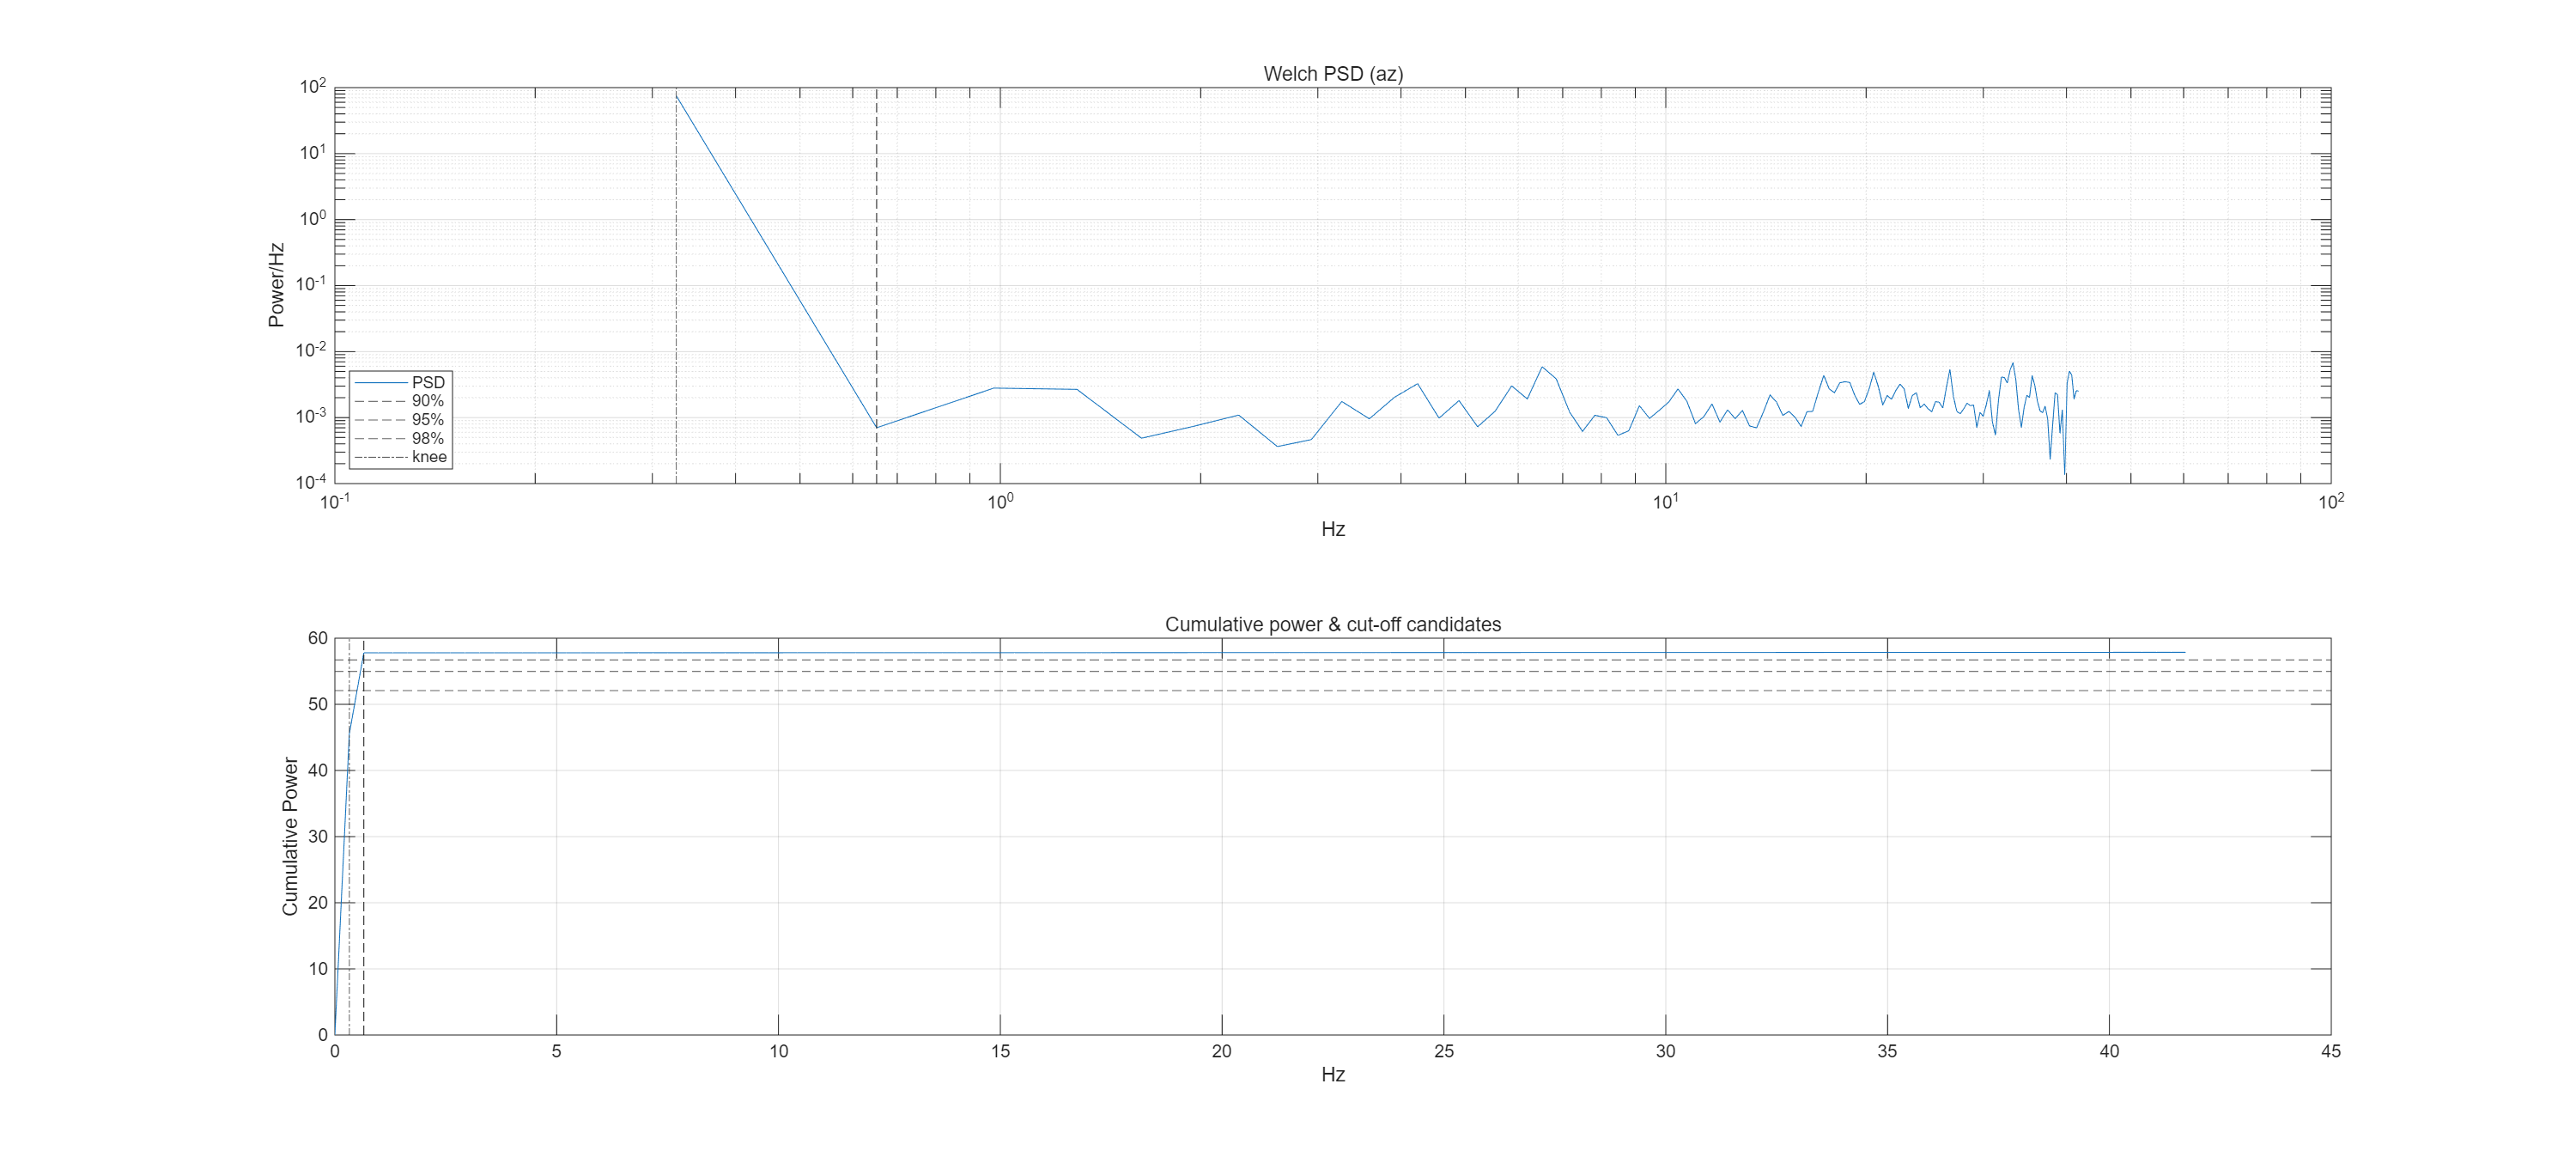 Welch PSD (az)
10^2
10^1
10^0
10^-1
10^-2
10^-3
10^-4
Power/Hz
PSD
90%
95%
98%
knee
10^-1 10^0 10^1 10^2
Hz
Cumulative power & cut-off candidates
60
50
40
30
20
10
0
Cumulative Power
0 5 10 15 20 25 30 35 40 45
Hz